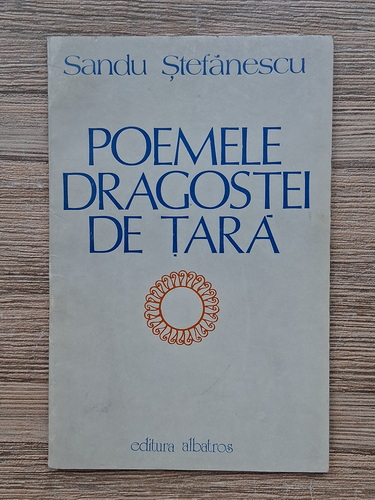 Sandu Ștefănescu
POEMELE
DRAGOSTEI
DE ȚARĂ
editura albatros